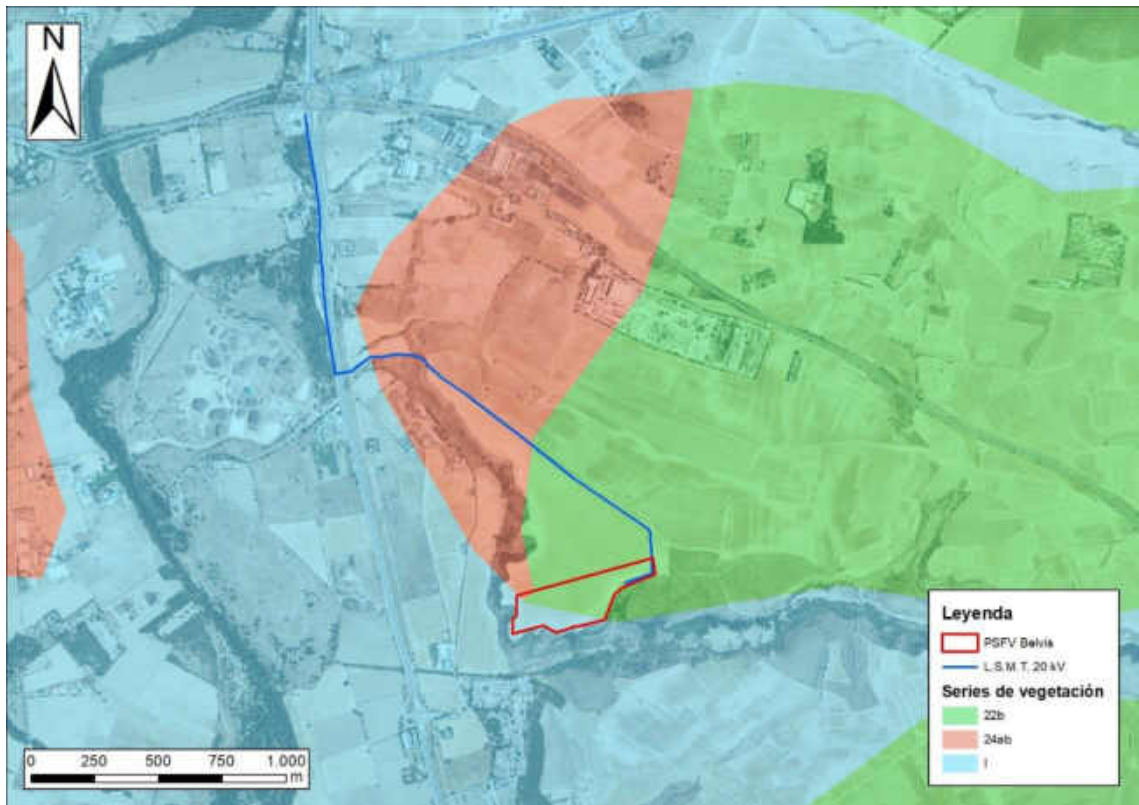 N
Leyenda
PSFV Belvis
L.S.M.T. 20 kV
Series de vegetación
22b
24ab
I
0 250 500 750 1.000
m